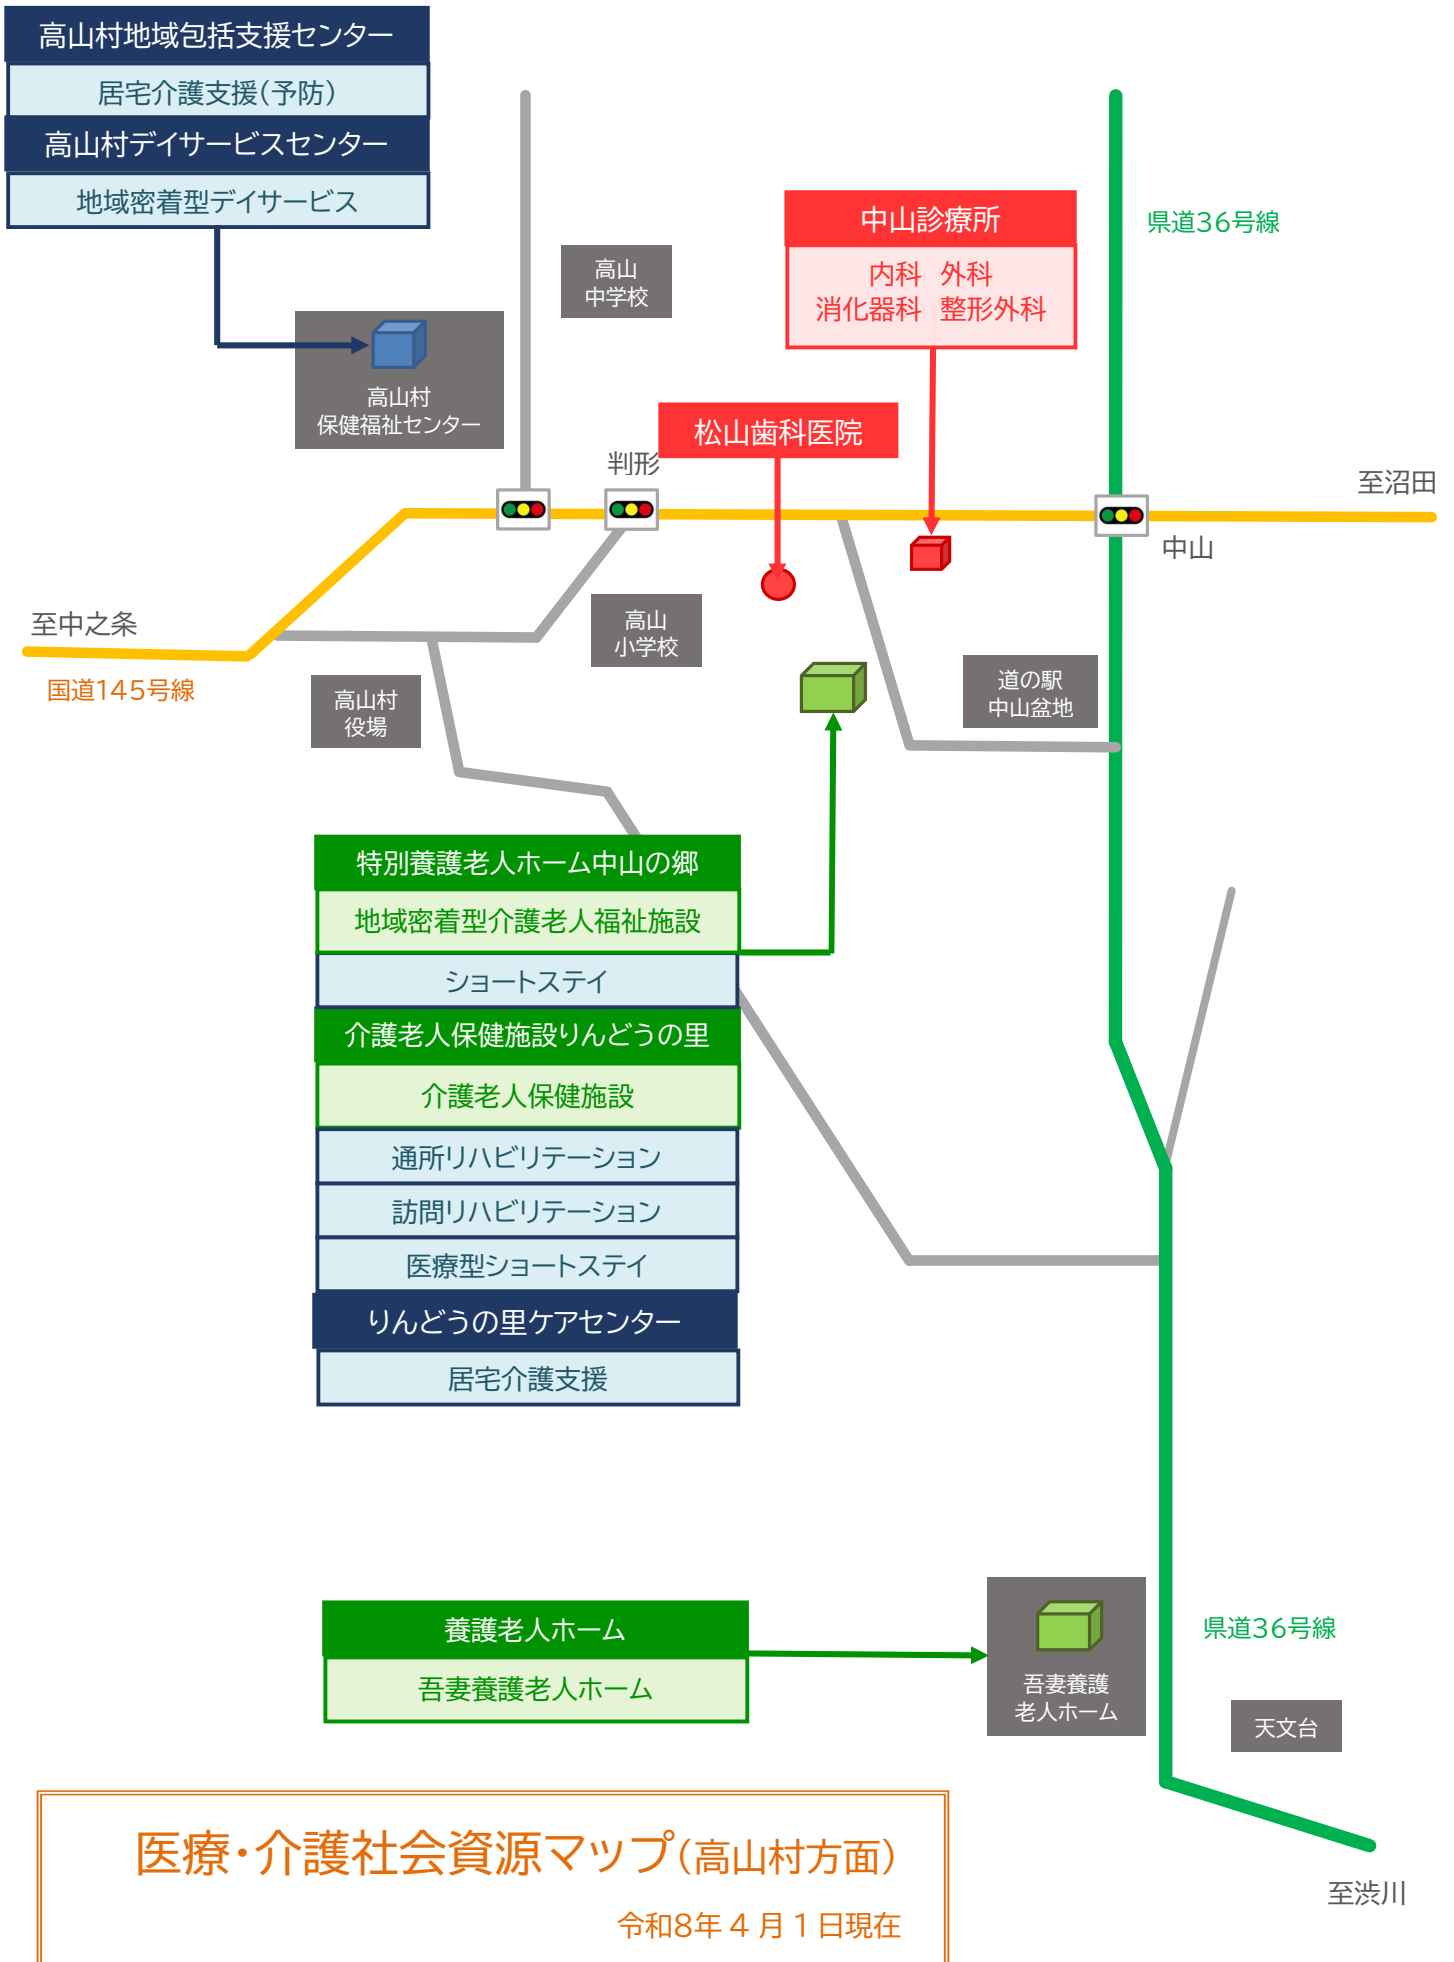 高山村地域包括支援センター
居宅介護支援（予防）
高山村デイサービスセンター
地域密着型デイサービス
中山診療所
内科　外科
消化器科　整形外科
県道36号線
高山
中学校
高山村
保健福祉センター
松山歯科医院
判形
至沼田
中山
至中之条
国道145号線
高山
小学校
高山村
役場
道の駅
中山盆地
特別養護老人ホーム中山の郷
地域密着型介護老人福祉施設
ショートステイ
介護老人保健施設りんどうの里
介護老人保健施設
通所リハビリテーション
訪問リハビリテーション
医療型ショートステイ
りんどうの里ケアセンター
居宅介護支援
養護老人ホーム
吾妻養護老人ホーム
吾妻養護
老人ホーム
県道36号線
天文台
至渋川
医療・介護社会資源マップ（高山村方面）
令和8年４月１日現在